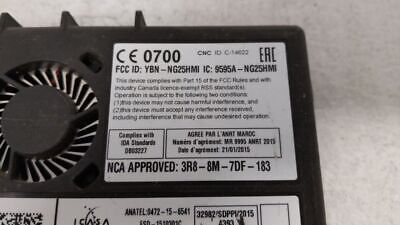 CE 0700 CNC ID C-14622 EAC
FCC ID: YBN-NG25HMI IC: 9595A-NG25HMI
This device complies with Part 15 of the
FCC Rules and with
Industry Canada's licence-exempt
RSS standard(s).
Operation is subject to the following
two conditions:
(1)this device may not cause harmful interference, and
(2)this device must accept any interference,
including interference
that may cause undesired operation.
Complies with
IDA Standards
DB03227
AGREE PAR L'ANRT MAROC
Numéro d'agrément: MR 9995 ANRT 2015
Date d'agrément: 21/01/2015
NCA APPROVED: 3R8-8M-7DF-183
ICASA
ANATEL:0472-15-6541
32982/SDPPI/2015
4393